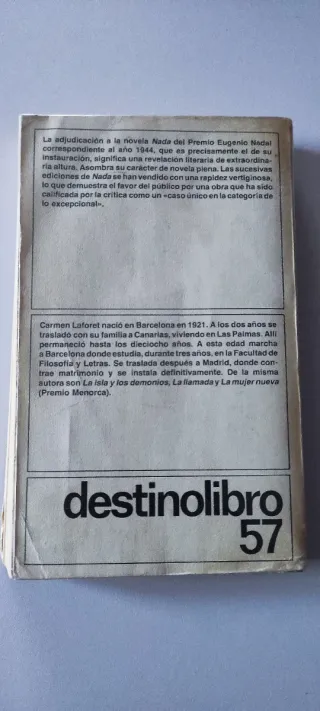 La adjudicación a la novela Nada del Premio Eugenio Nadal
correspondiente al año 1944, que es precisamente el de su
instauración, significa una revelación literaria de extraordina-
ria altura. Asombra su carácter de novela plena. Las sucesivas
ediciones de Nada se han vendido con una rapidez vertiginosa,
lo que demuestra el favor del público por una obra que ha sido
calificada por la crítica como un «caso único en la categoría de
lo excepcional».
Carmen Laforet nació en Barcelona en 1921. A los dos años se
trasladó con su familia a Canarias, viviendo en Las Palmas. Allí
permaneció hasta los dieciocho años. A esta edad marcha
a Barcelona donde estudia, durante tres años, en la Facultad de
Filosofía y Letras. Se traslada después a Madrid, donde con-
trae matrimonio y se instala definitivamente. De la misma
autora son La isla y los demonios, La llamada y La mujer nueva
(Premio Menorca).
destinolibro
57